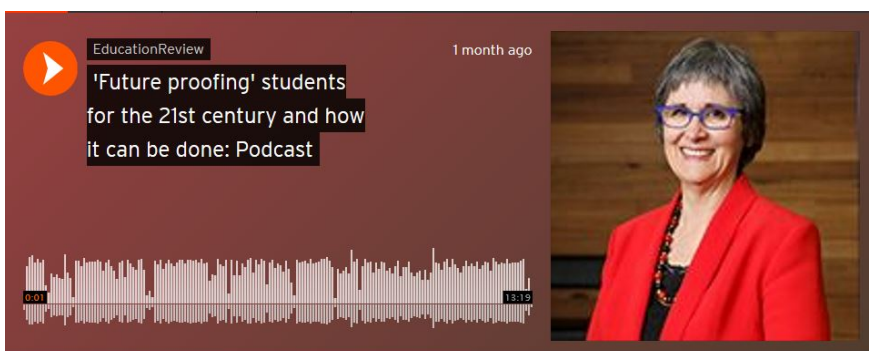 EducationReview
1 month ago
'Future proofing' students
for the 21st century and how
it can be done: Podcast
0:01
13:19